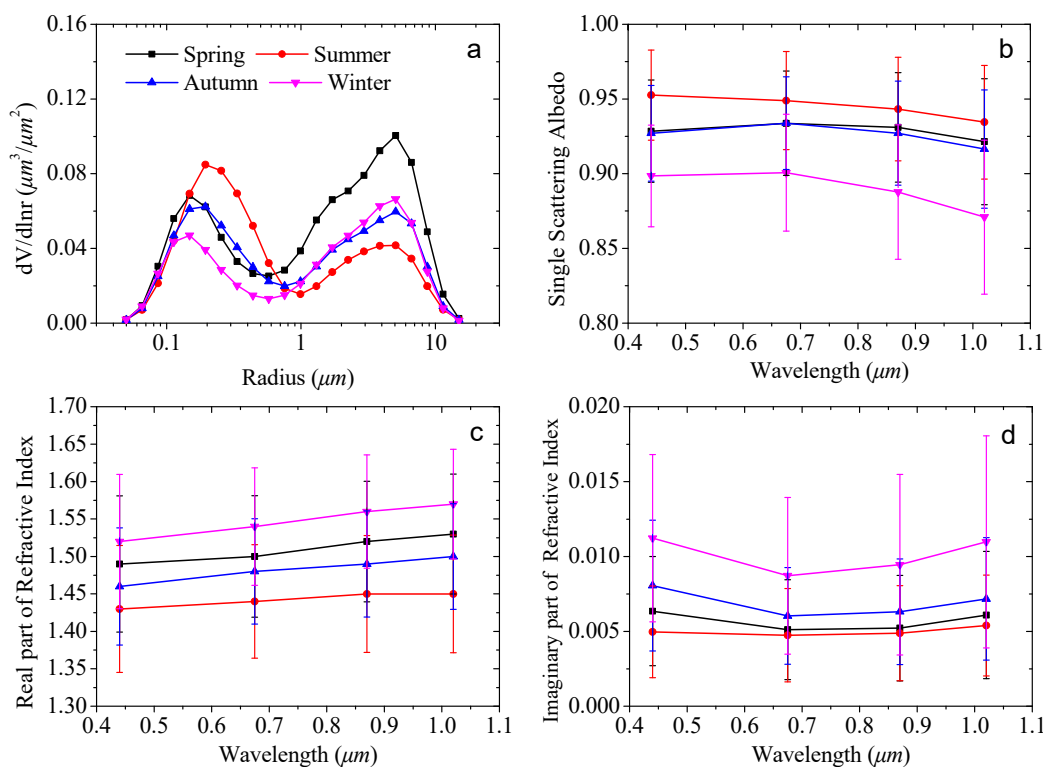 a
Spring Summer
Autumn Winter
dV/dlnr (μm³/μm²)
0.16
0.12
0.08
0.04
0.00
0.1 1 10
Radius (μm)
b
Single Scattering Albedo
1.00
0.95
0.90
0.85
0.80
0.4 0.5 0.6 0.7 0.8 0.9 1.0 1.1
Wavelength (μm)
c
Real part of Refractive Index
1.70
1.65
1.60
1.55
1.50
1.45
1.40
1.35
1.30
0.4 0.5 0.6 0.7 0.8 0.9 1.0 1.1
Wavelength (μm)
d
Imaginary part of Refractive Index
0.020
0.015
0.010
0.005
0.000
0.4 0.5 0.6 0.7 0.8 0.9 1.0 1.1
Wavelength (μm)